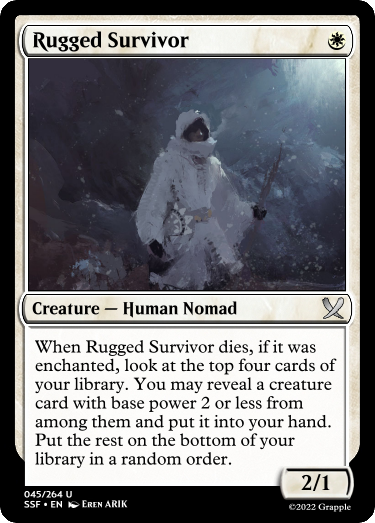 Rugged Survivor
Creature — Human Nomad
When Rugged Survivor dies, if it was
enchanted, look at the top four cards of
your library. You may reveal a creature
card with base power 2 or less from
among them and put it into your hand.
Put the rest on the bottom of your
library in a random order.
2/1
045/264 U
SSF • EN Eren ARIK
©2022 Grapple